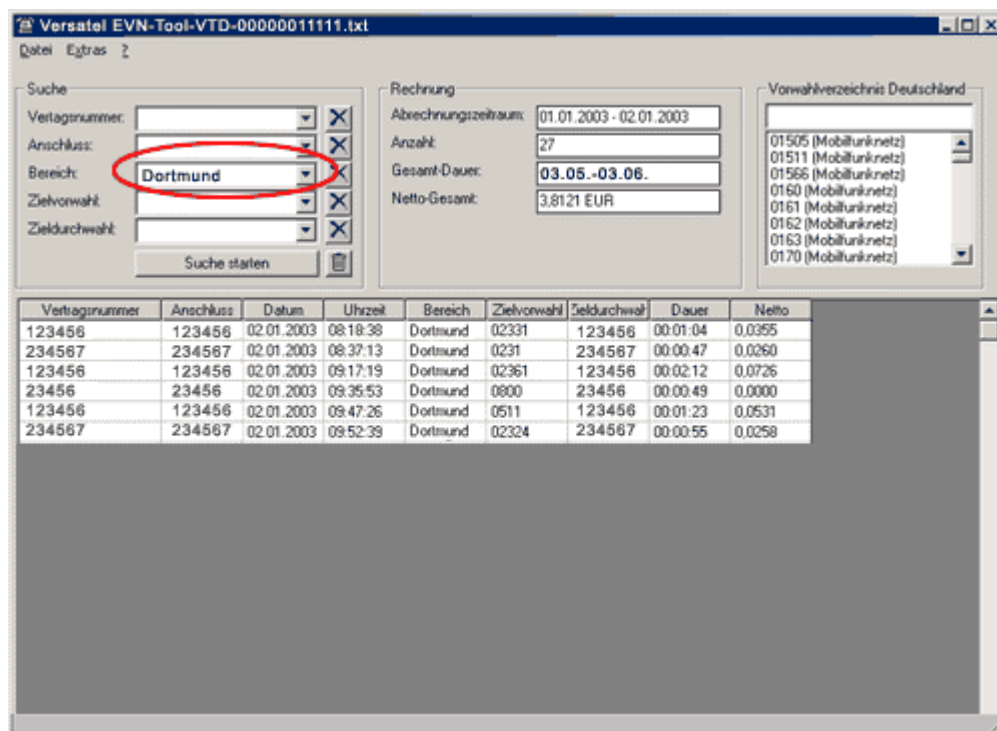 Versatel EVN-Tool-VTD-00000011111.txt
Datei Extras ?
Suche
Vertagsnummer:
Anschluss:
Bereich: Dortmund
Zielvorwahl:
Zieldurchwahl:
Suche starten
Rechnung
Abrechnungszeitraum: 01.01.2003 - 02.01.2003
Anzahl: 27
Gesamt-Dauer: 03.05.-03.06.
Netto-Gesamt: 3,8121 EUR
Vorwahlverzeichnis Deutschland
01505 (Mobilfunknetz)
01511 (Mobilfunknetz)
01566 (Mobilfunknetz)
0160 (Mobilfunknetz)
0161 (Mobilfunknetz)
0162 (Mobilfunknetz)
0163 (Mobilfunknetz)
0170 (Mobilfunknetz)
Vertragsnummer Anschluss Datum Uhrzeit Bereich Zielvorwahl Zieldurchwahl Dauer Netto
123456 123456 02.01.2003 08:18:38 Dortmund 02331 123456 00:01:04 0,0355
234567 234567 02.01.2003 08:37:13 Dortmund 0231 234567 00:00:47 0,0260
123456 123456 02.01.2003 09:17:19 Dortmund 02361 123456 00:02:12 0,0726
23456 23456 02.01.2003 09:35:53 Dortmund 0800 23456 00:00:49 0,0000
123456 123456 02.01.2003 09:47:26 Dortmund 0511 123456 00:01:23 0,0531
234567 234567 02.01.2003 09:52:39 Dortmund 02324 234567 00:00:55 0,0258